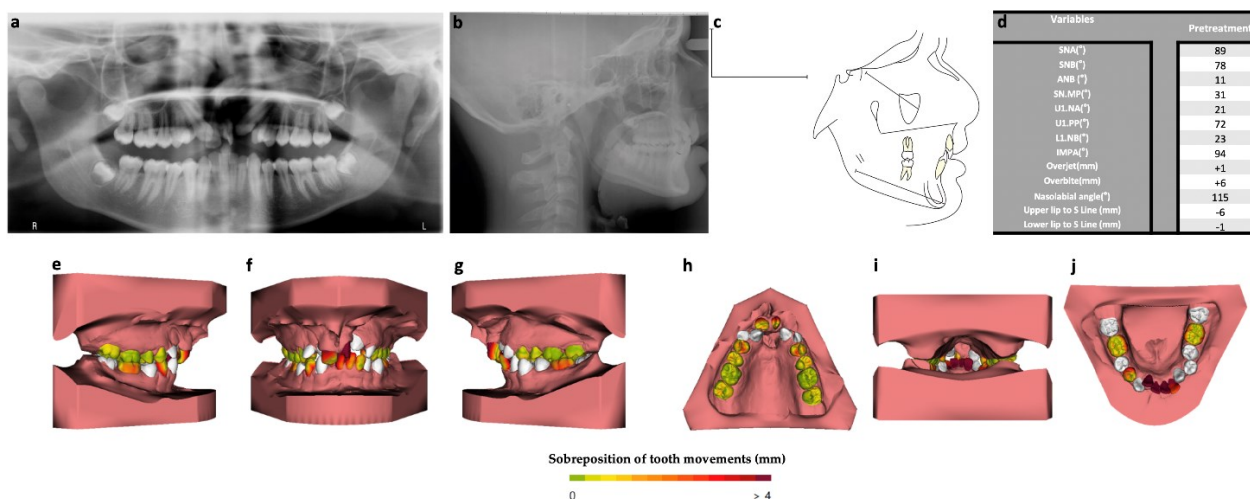 a
b
c
d
Variables Pretreatment
SNA(°) 89
SNB(°) 78
ANB (°) 11
SN.MP(°) 31
U1.NA(°) 21
U1.PP(°) 72
L1.NB(°) 23
IMPA(°) 94
Overjet(mm) +1
Overbite(mm) +6
Nasolabial angle(°) 115
Upper lip to S Line (mm) -6
Lower lip to S Line (mm) -1
R
L
e
f
g
h
i
j
Sobreposition of tooth movements (mm)
0 > 4